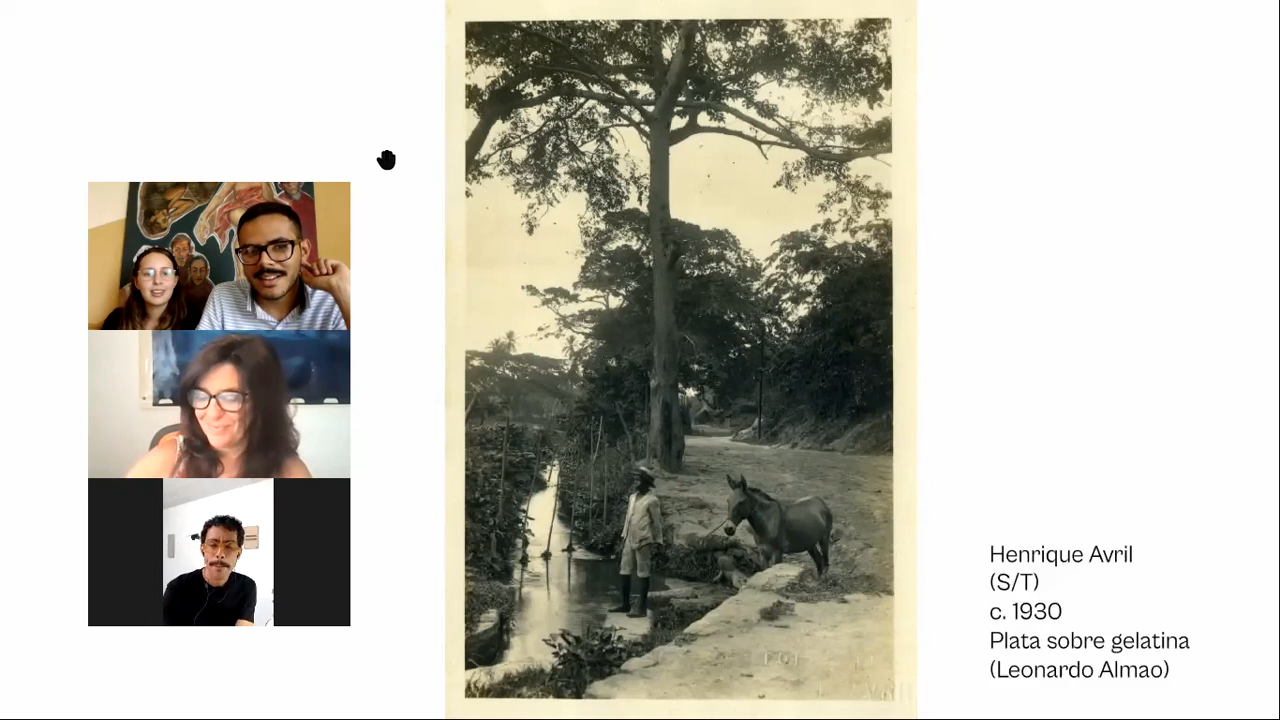 Henrique Avril
(S/T)
c. 1930
Plata sobre gelatina
(Leonardo Almao)